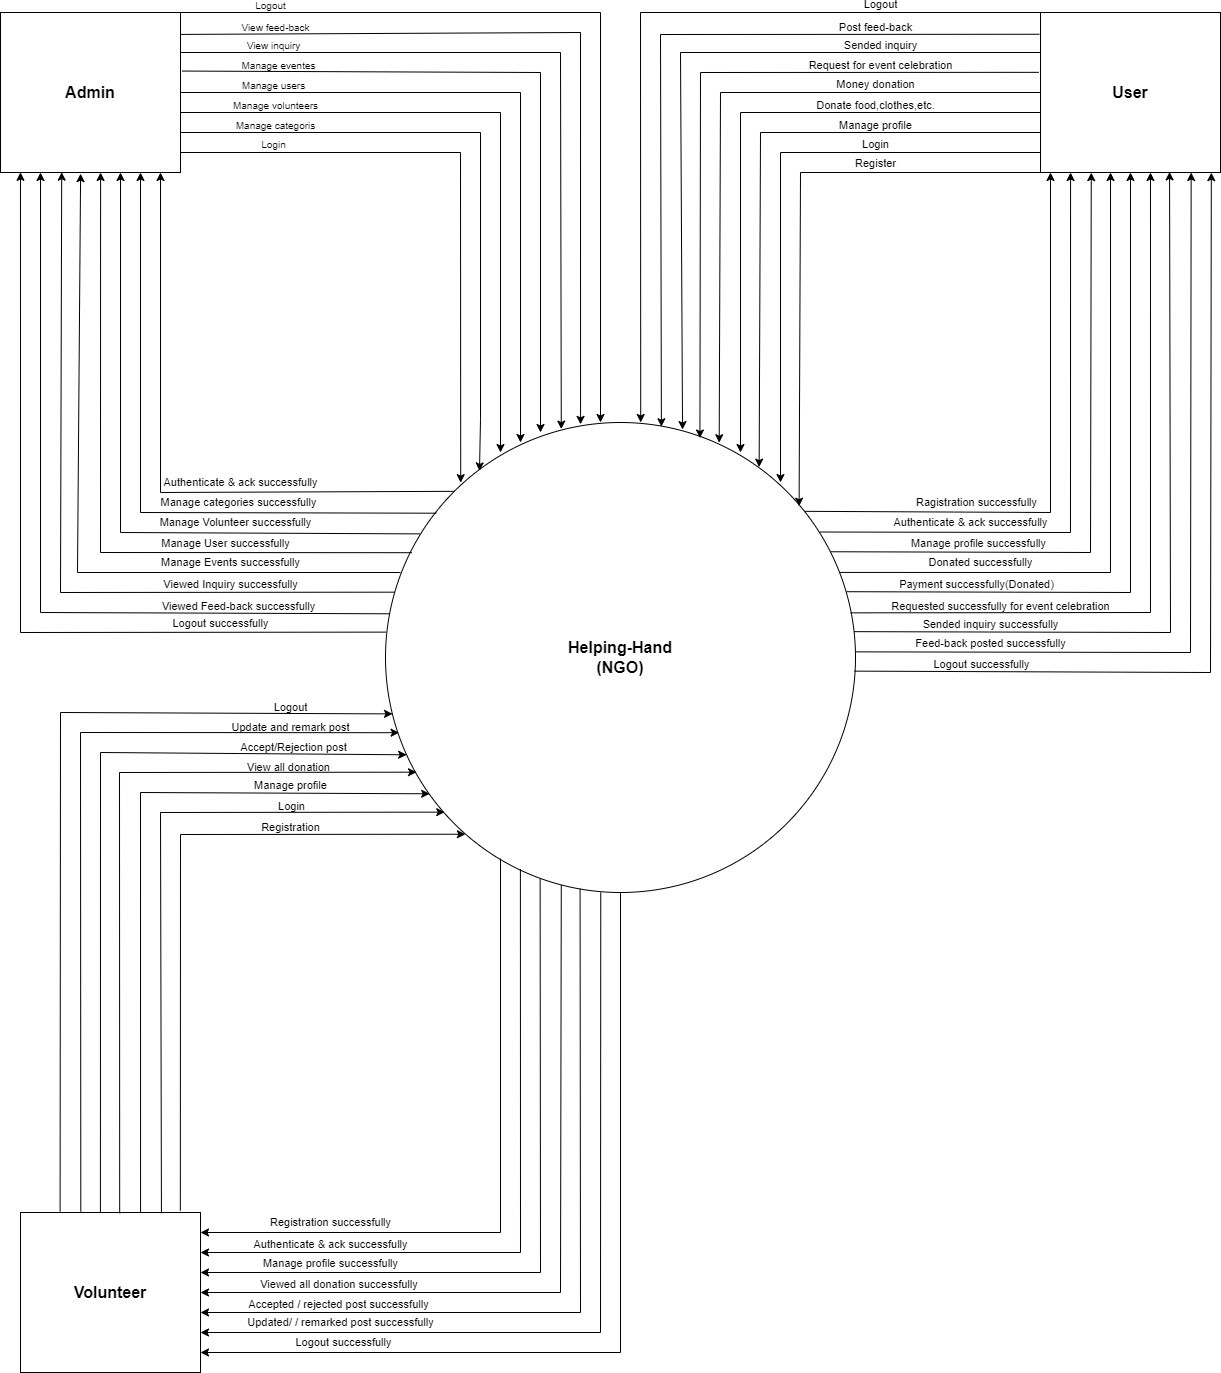 Logout
View feed-back
View inquiry
Manage eventes
Manage users
Manage volunteers
Manage categoris
Login
Admin
Logout
Post feed-back
Sended inquiry
Request for event celebration
Money donation
Donate food,clothes,etc.
Manage profile
Login
Register
User
Authenticate & ack successfully
Manage categories successfully
Manage Volunteer successfully
Manage User successfully
Manage Events successfully
Viewed Inquiry successfully
Viewed Feed-back successfully
Logout successfully
Ragistration successfully
Authenticate & ack successfully
Manage profile successfully
Donated successfully
Payment successfully(Donated)
Requested successfully for event celebration
Sended inquiry successfully
Feed-back posted successfully
Logout successfully
Helping-Hand
(NGO)
Logout
Update and remark post
Accept/Rejection post
View all donation
Manage profile
Login
Registration
Volunteer
Registration successfully
Authenticate & ack successfully
Manage profile successfully
Viewed all donation successfully
Accepted / rejected post successfully
Updated/ / remarked post successfully
Logout successfully